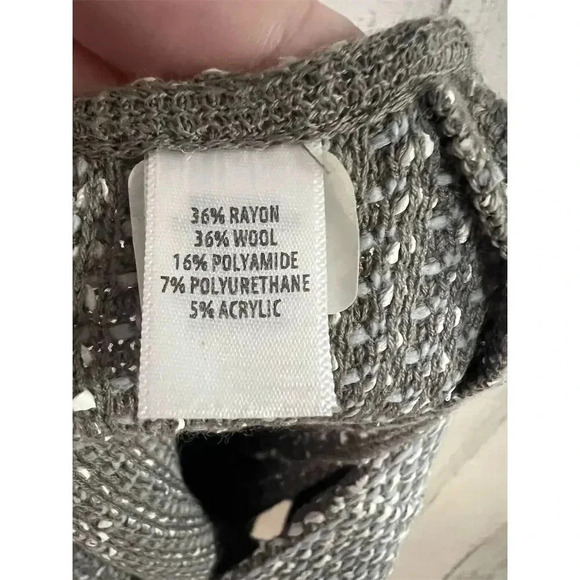 36% RAYON
36% WOOL
16% POLYAMIDE
7% POLYURETHANE
5% ACRYLIC